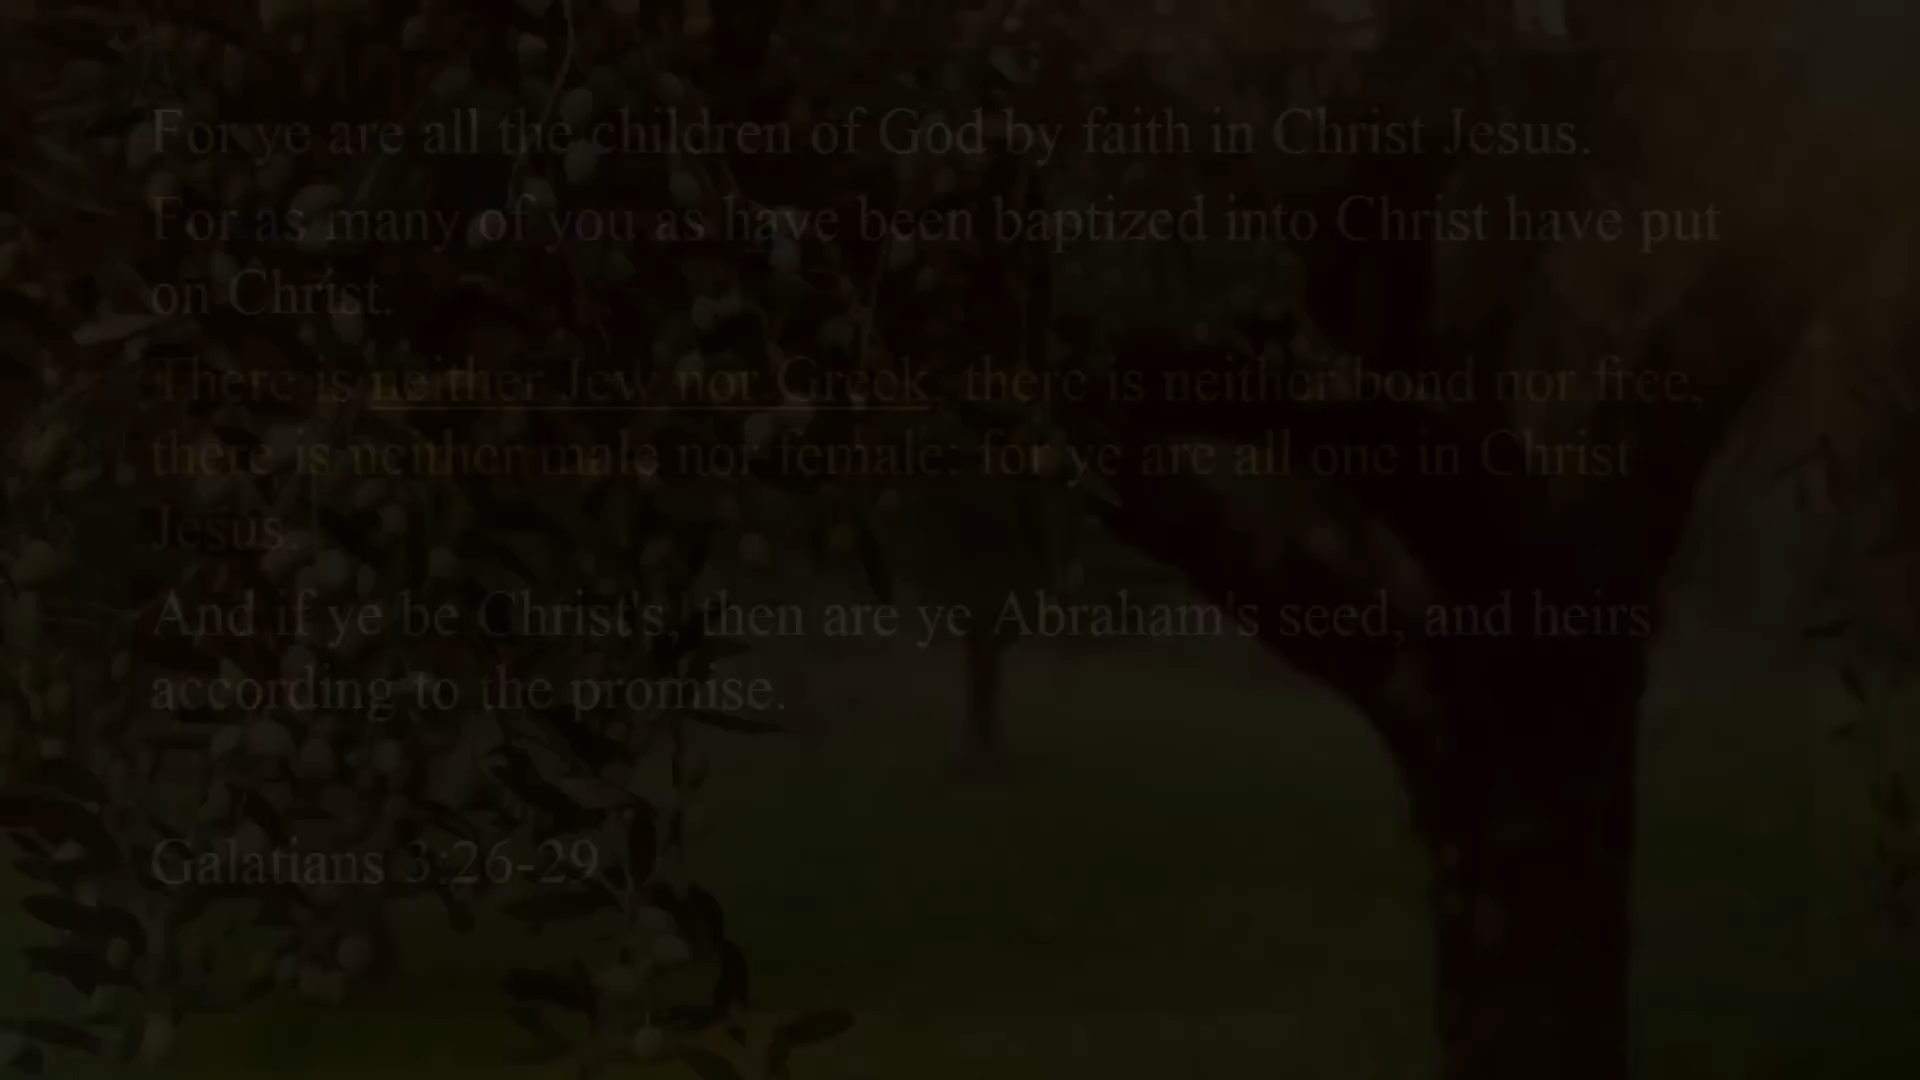 For ye are all the children of God by faith in Christ Jesus.
For as many of you as have been baptized into Christ have put
on Christ.
There is neither Jew nor Greek, there is neither bond nor free,
there is neither male nor female: for ye are all one in Christ
Jesus.
And if ye be Christ's, then are ye Abraham's seed, and heirs
according to the promise.
Galatians 3:26-29